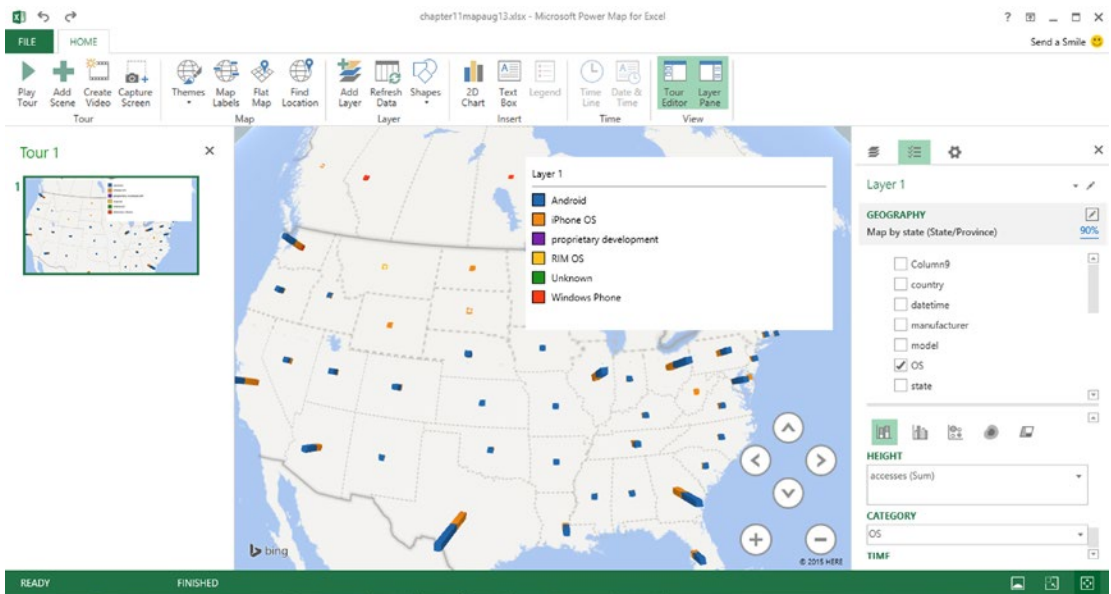 chapter11mapaug13.xlsx - Microsoft Power Map for Excel
FILE HOME
Send a Smile
Play Tour
Add Scene
Create Video
Capture Screen
Tour
Themes
Map Labels
Flat Map
Find Location
Map
Add Layer
Refresh Data
Shapes
Layer
2D Chart
Text Box
Legend
Insert
Time Line
Date & Time
Time
Tour Editor
Layer Pane
View
Tour 1
1
Layer 1
Android
iPhone OS
proprietary development
RIM OS
Unknown
Windows Phone
bing
© 2015 HERE
Layer 1
GEOGRAPHY
Map by state (State/Province) 90%
Column9
country
datetime
manufacturer
model
OS
state
HEIGHT
accesses (Sum)
CATEGORY
OS
TIME
READY FINISHED